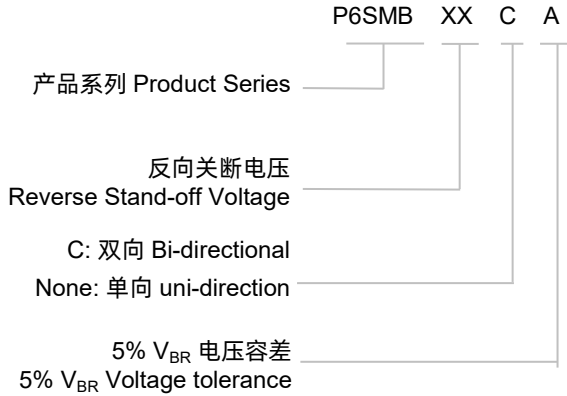 P6SMB XX C A
产品系列 Product Series
反向关断电压
Reverse Stand-off Voltage
C: 双向 Bi-directional
None: 单向 uni-direction
5% VBR 电压容差
5% VBR Voltage tolerance